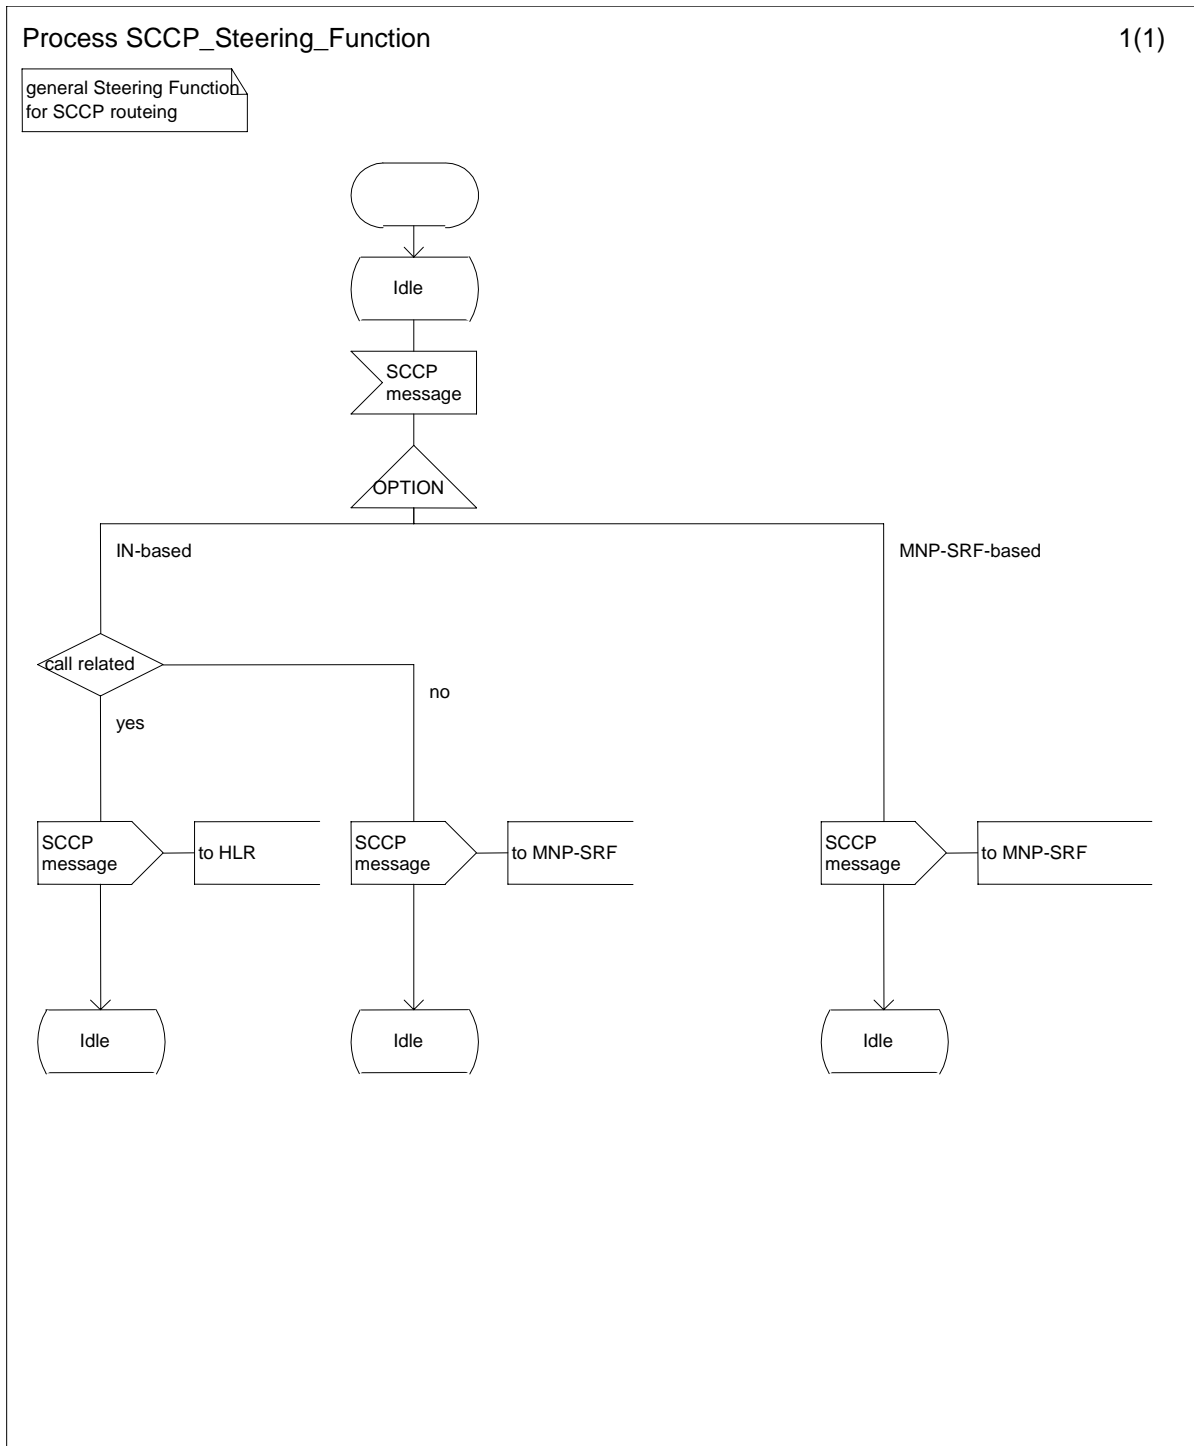 Process SCCP_Steering_Function
1(1)
general Steering Function
for SCCP routeing
Idle
SCCP
message
OPTION
IN-based
MNP-SRF-based
call related
no
yes
SCCP
message
to HLR
SCCP
message
to MNP-SRF
SCCP
message
to MNP-SRF
Idle
Idle
Idle